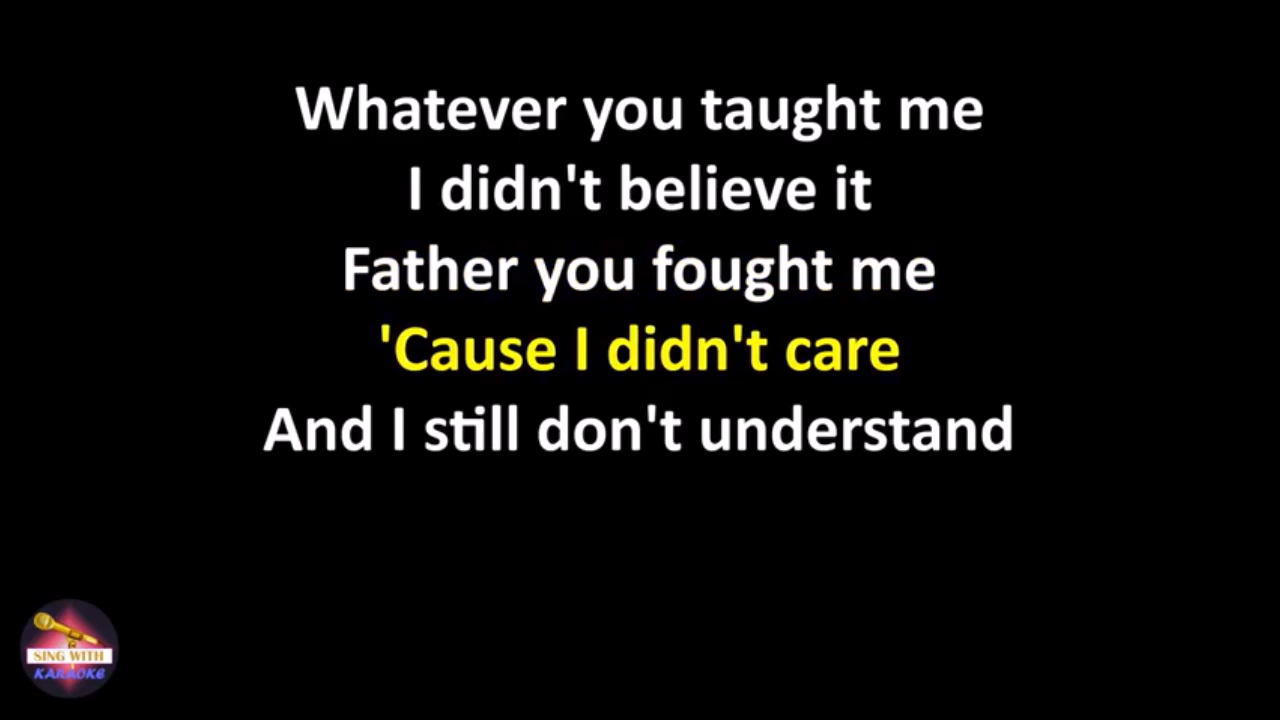 Whatever you taught me
I didn't believe it
Father you fought me
'Cause I didn't care
And I still don't understand
SING WITH
KARAOKE